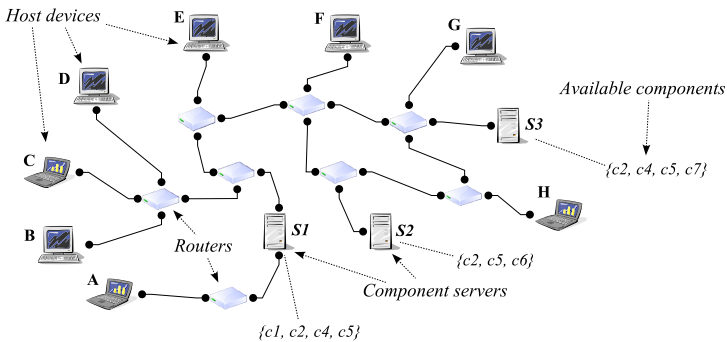 Host devices
E
F
G
D
Available components
C
S3
{c2, c4, c5, c7}
H
B
Routers
S1
S2
{c2, c5, c6}
A
Component servers
{c1, c2, c4, c5}